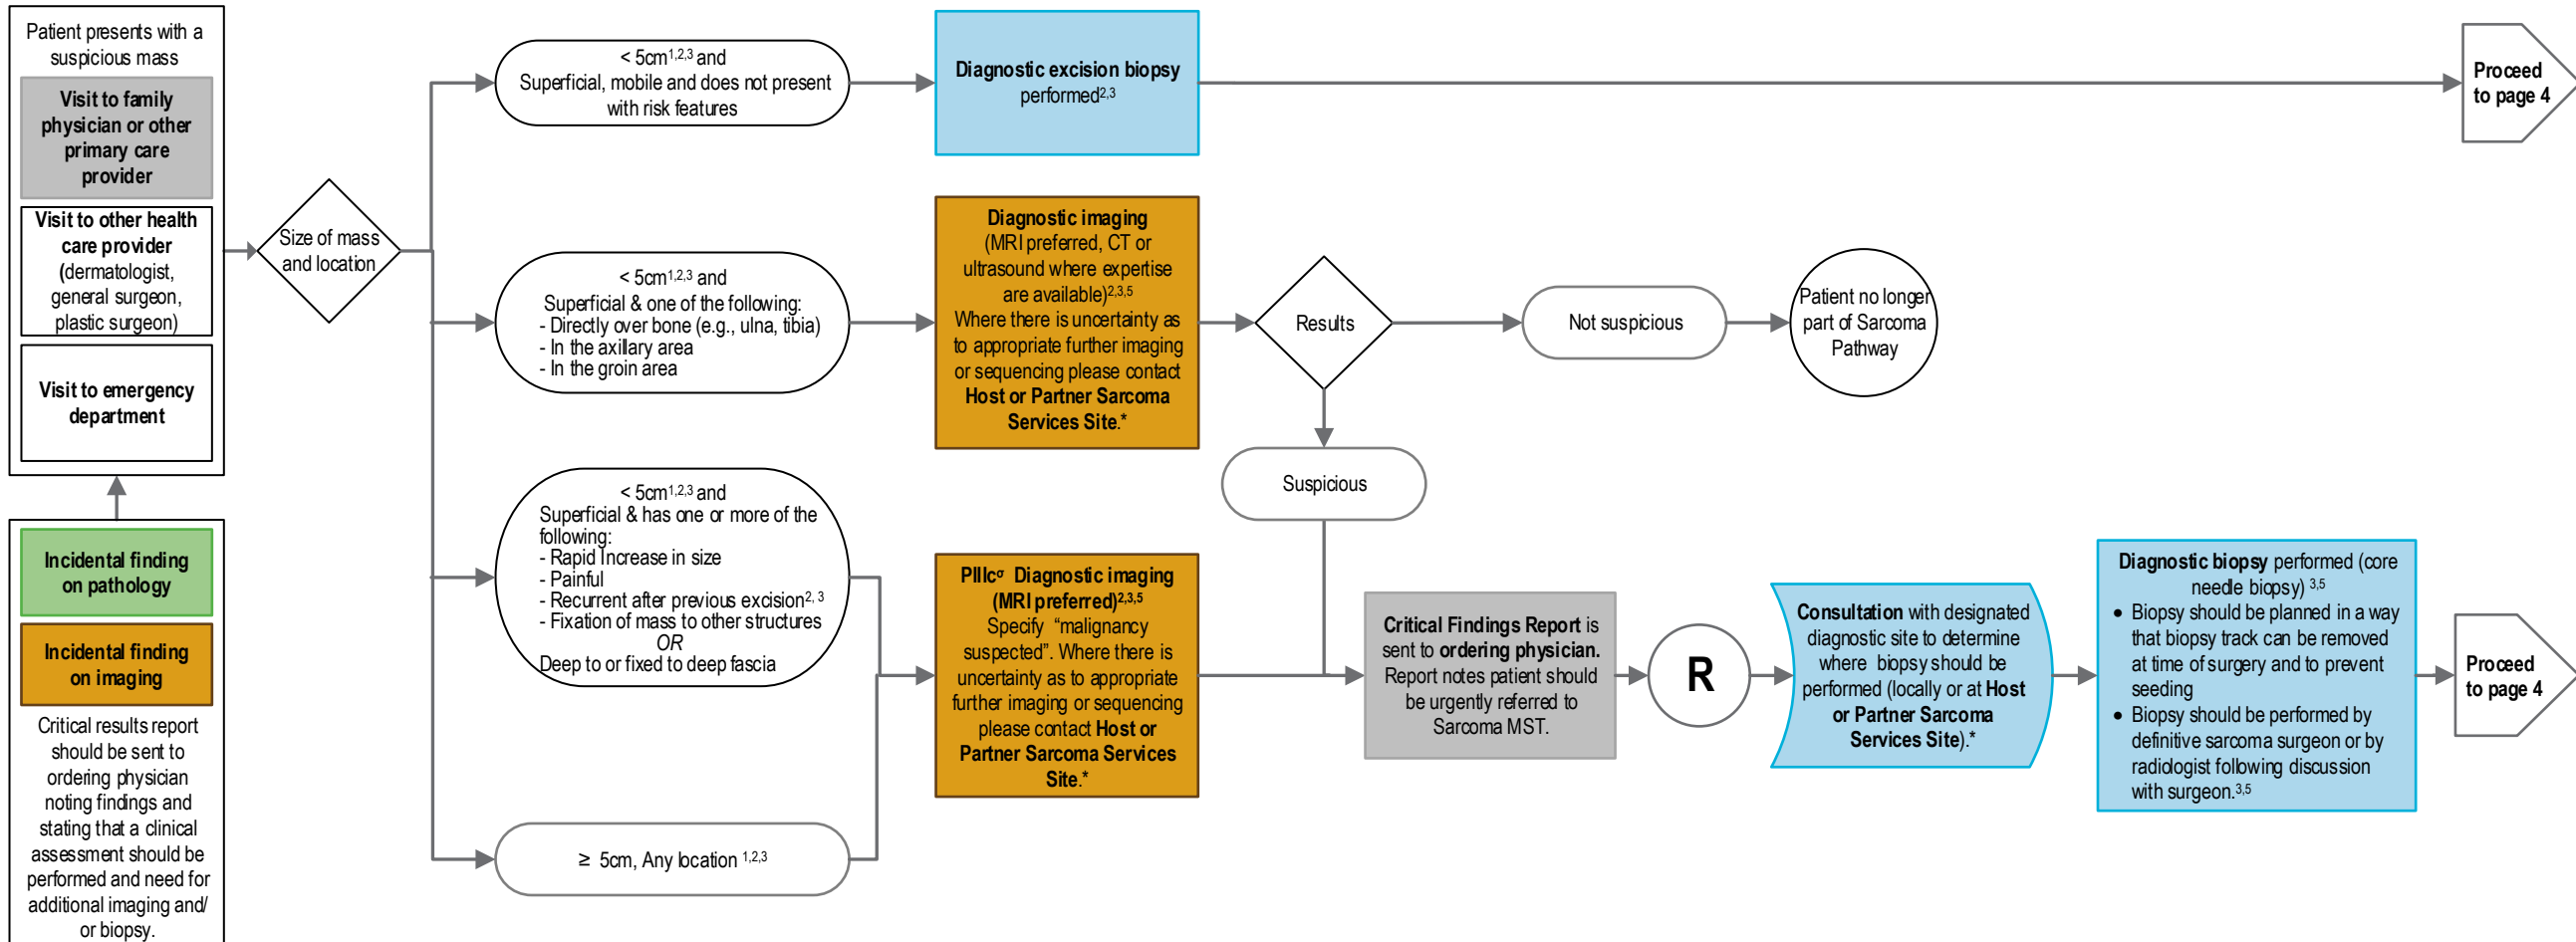 Patient presents with a
suspicious mass
Visit to family
physician or other
primary care
provider
Visit to other health
care provider
(dermatologist,
general surgeon,
plastic surgeon)
Visit to emergency
department
Incidental finding
on pathology
Incidental finding
on imaging
Critical results report
should be sent to
ordering physician
noting findings and
stating that a clinical
assessment should be
performed and need for
additional imaging and/
or biopsy.
Size of mass
and location
< 5cm1,2,3 and
Superficial, mobile and does not present
with risk features
Diagnostic excision biopsy
performed2,3
Proceed
to page 4
< 5cm1,2,3 and
Superficial & one of the following:
- Directly over bone (e.g., ulna, tibia)
- In the axillary area
- In the groin area
Diagnostic imaging
(MRI preferred, CT or
ultrasound where expertise
are available)2,3,5
Where there is uncertainty as
to appropriate further imaging
or sequencing please contact
Host or Partner Sarcoma
Services Site.*
Results
Not suspicious
Patient no longer
part of Sarcoma
Pathway
Suspicious
< 5cm1,2,3 and
Superficial & has one or more of the
following:
- Rapid Increase in size
- Painful
- Recurrent after previous excision2, 3
- Fixation of mass to other structures
OR
Deep to or fixed to deep fascia
≥ 5cm, Any location 1,2,3
PIIIcσ Diagnostic imaging
(MRI preferred)2,3,5
Specify “malignancy
suspected”. Where there is
uncertainty as to appropriate
further imaging or sequencing
please contact Host or
Partner Sarcoma Services
Site.*
Critical Findings Report is
sent to ordering physician.
Report notes patient should
be urgently referred to
Sarcoma MST.
R
Consultation with designated
diagnostic site to determine
where biopsy should be
performed (locally or at Host
or Partner Sarcoma
Services Site).*
Diagnostic biopsy performed (core
needle biopsy) 3,5
• Biopsy should be planned in a way
that biopsy track can be removed
at time of surgery and to prevent
seeding
• Biopsy should be performed by
definitive sarcoma surgeon or by
radiologist following discussion
with surgeon.3,5
Proceed
to page 4